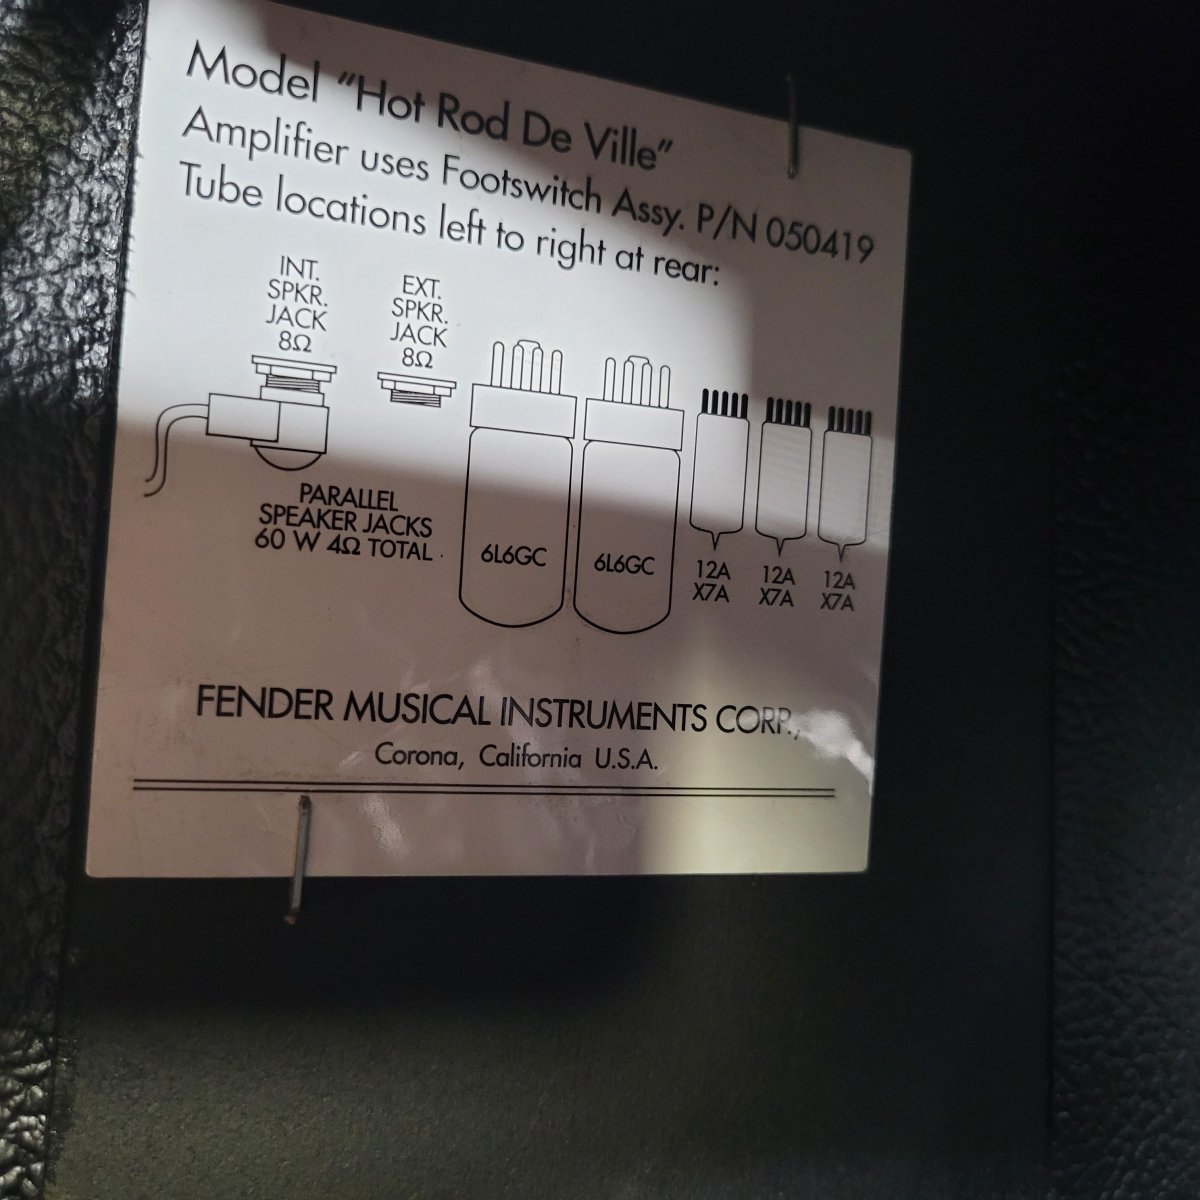 Model "Hot Rod De Ville"
Amplifier uses Footswitch Assy. P/N 050419
Tube locations left to right at rear:
INT.
SPKR.
JACK
8Ω
EXT.
SPKR.
JACK
8Ω
PARALLEL
SPEAKER JACKS
60 W 4Ω TOTAL
6L6GC
6L6GC
12A
X7A
12A
X7A
12A
X7A
FENDER MUSICAL INSTRUMENTS CORP.,
Corona, California U.S.A.